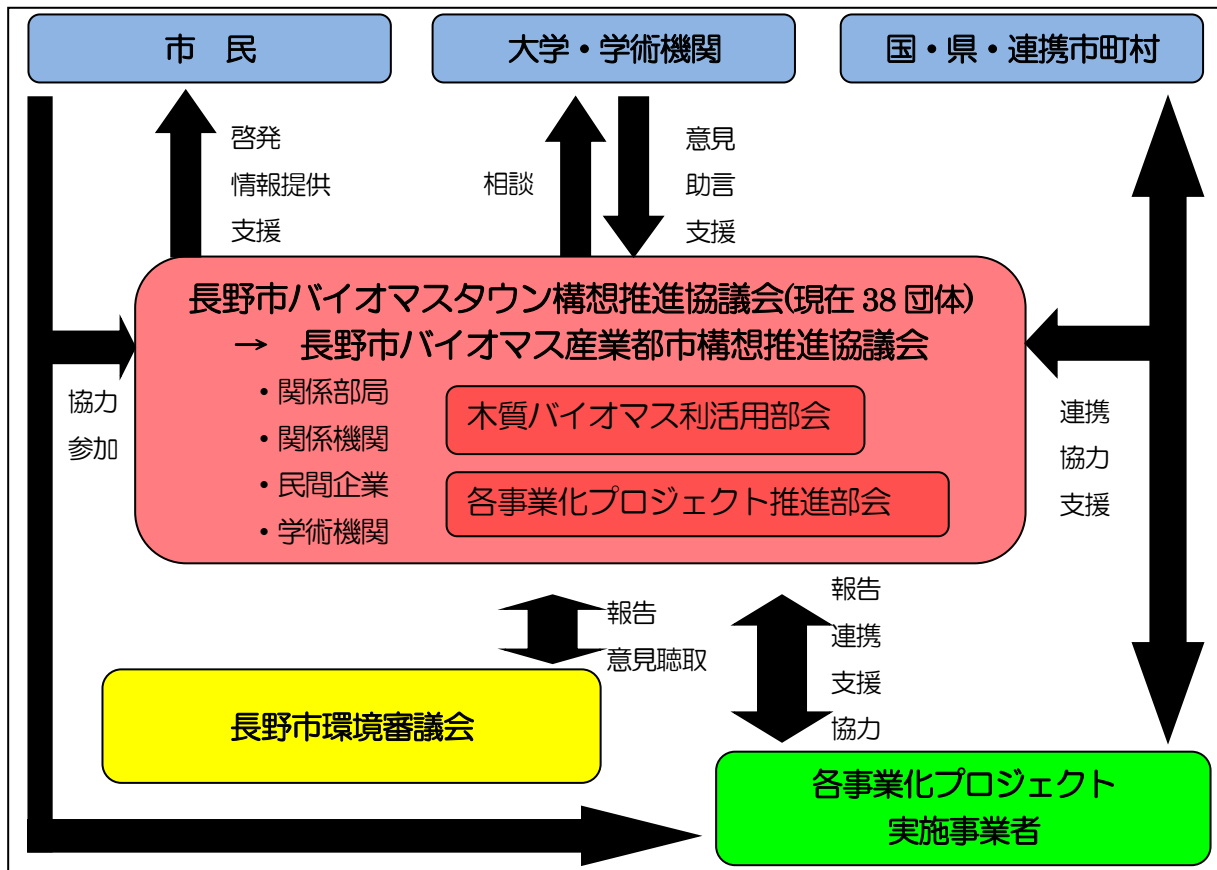 市　民
大学・学術機関
国・県・連携市町村
啓発
情報提供
支援
相談
意見
助言
支援
長野市バイオマスタウン構想推進協議会(現在 38 団体)
→　長野市バイオマス産業都市構想推進協議会
・関係部局
・関係機関
・民間企業
・学術機関
木質バイオマス利活用部会
各事業化プロジェクト推進部会
協力
参加
連携
協力
支援
報告
意見聴取
報告
連携
支援
協力
長野市環境審議会
各事業化プロジェクト
実施事業者